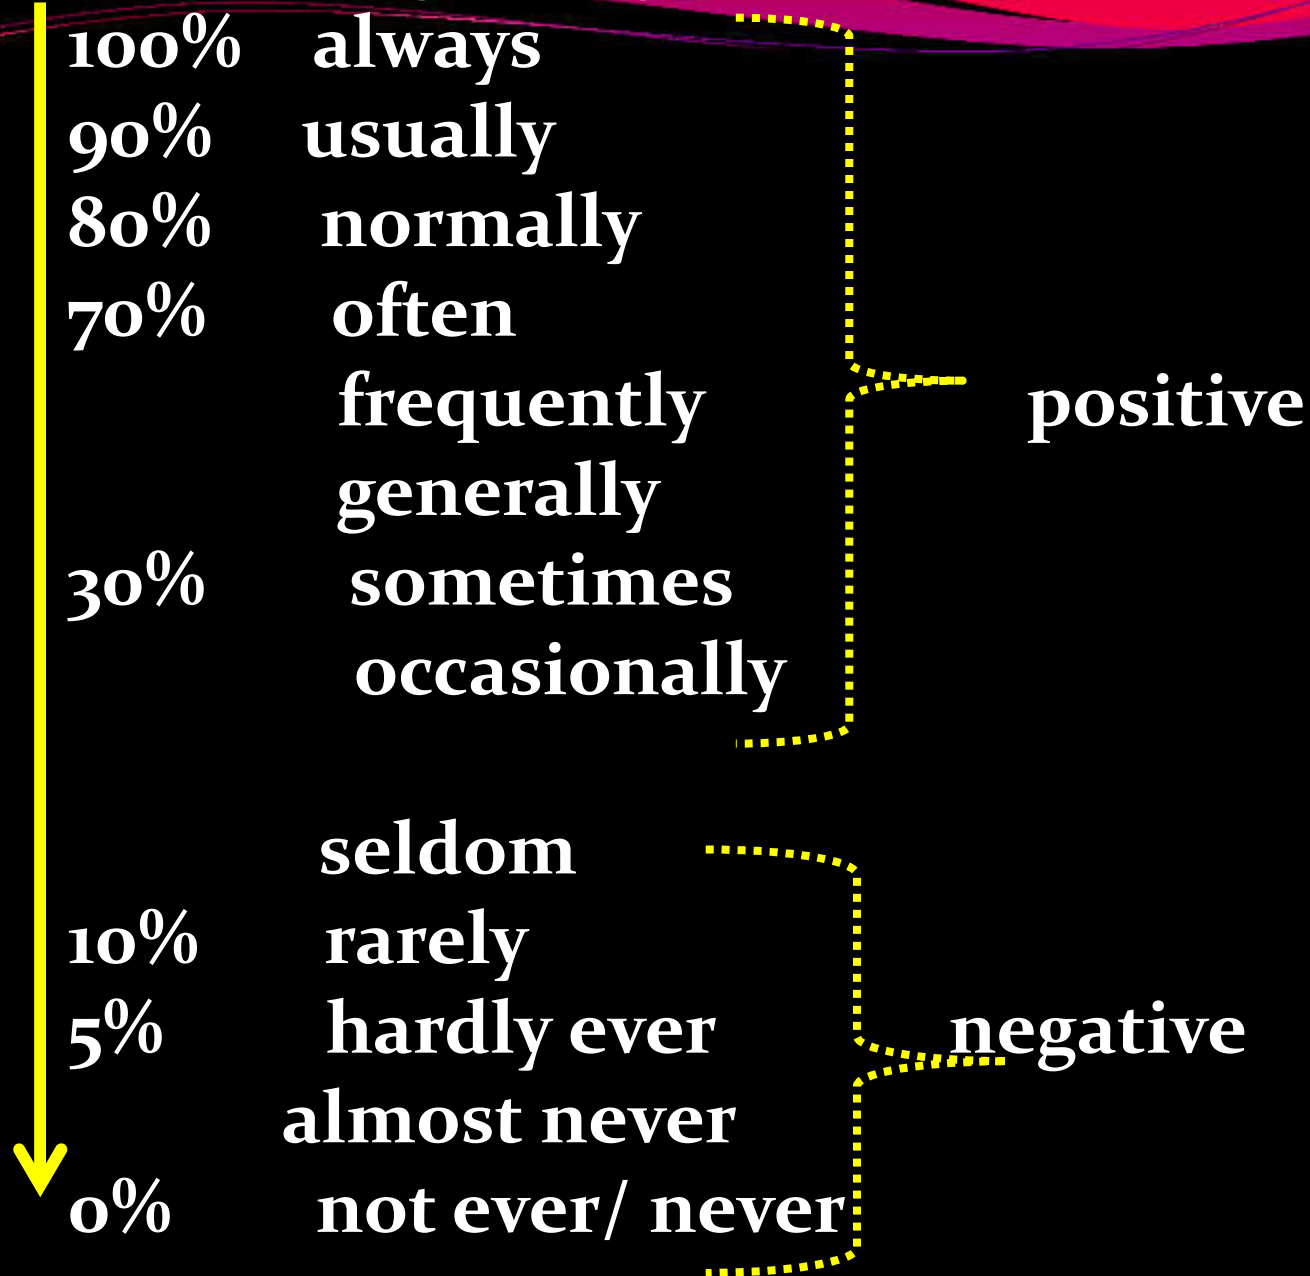 100% always
90% usually
80% normally
70% often
frequently
positive
generally
30% sometimes
occasionally
seldom
10% rarely
5% hardly ever
negative
almost never
0% not ever/ never